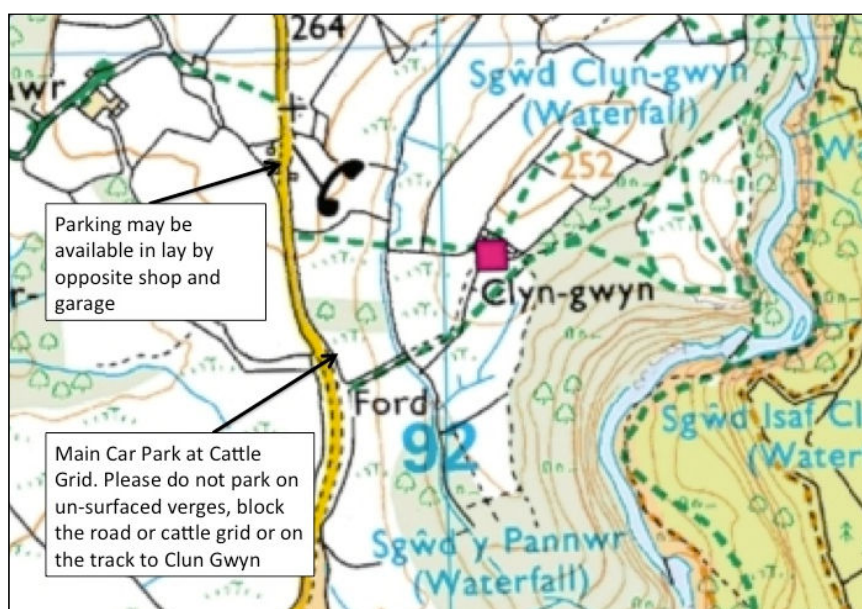 264
Sgŵd Clun-gwyn
(Waterfall)
awr
252
Parking may be
available in lay by
opposite shop and
garage
Clyn-gwyn
Ford
92
Sgŵd Isaf Cl
(Water
Main Car Park at Cattle
Grid. Please do not park on
un-surfaced verges, block
the road or cattle grid or on
the track to Clun Gwyn
Sgŵd y Pannwr
(Waterfall)